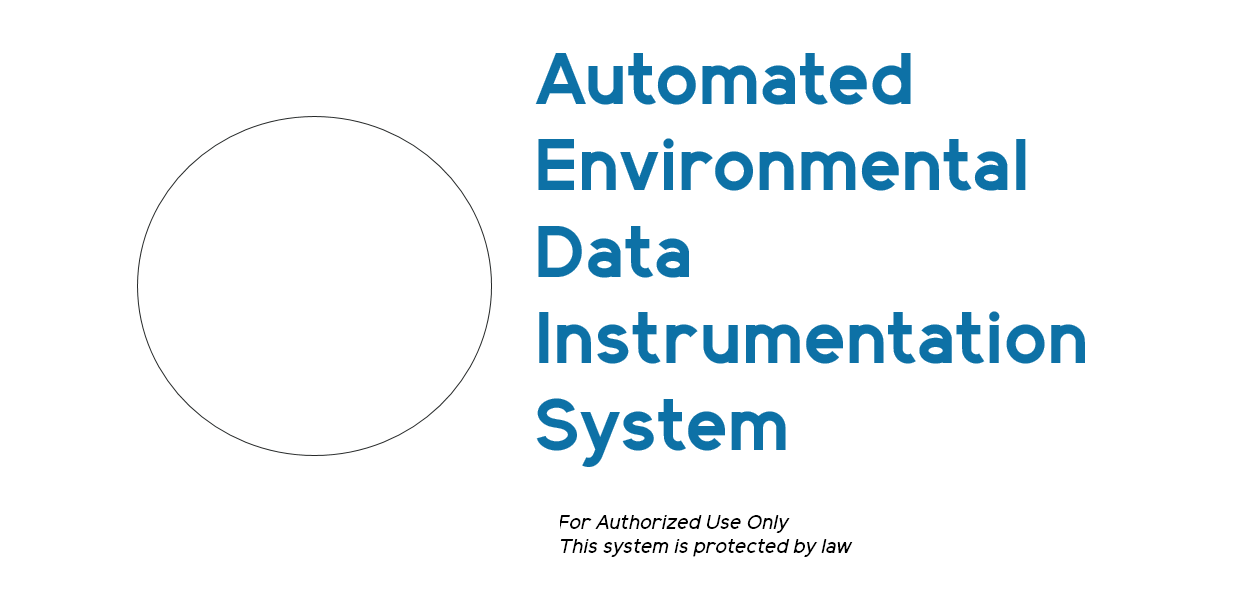 Automated
Environmental
Data
Instrumentation
System
For Authorized Use Only
This system is protected by law